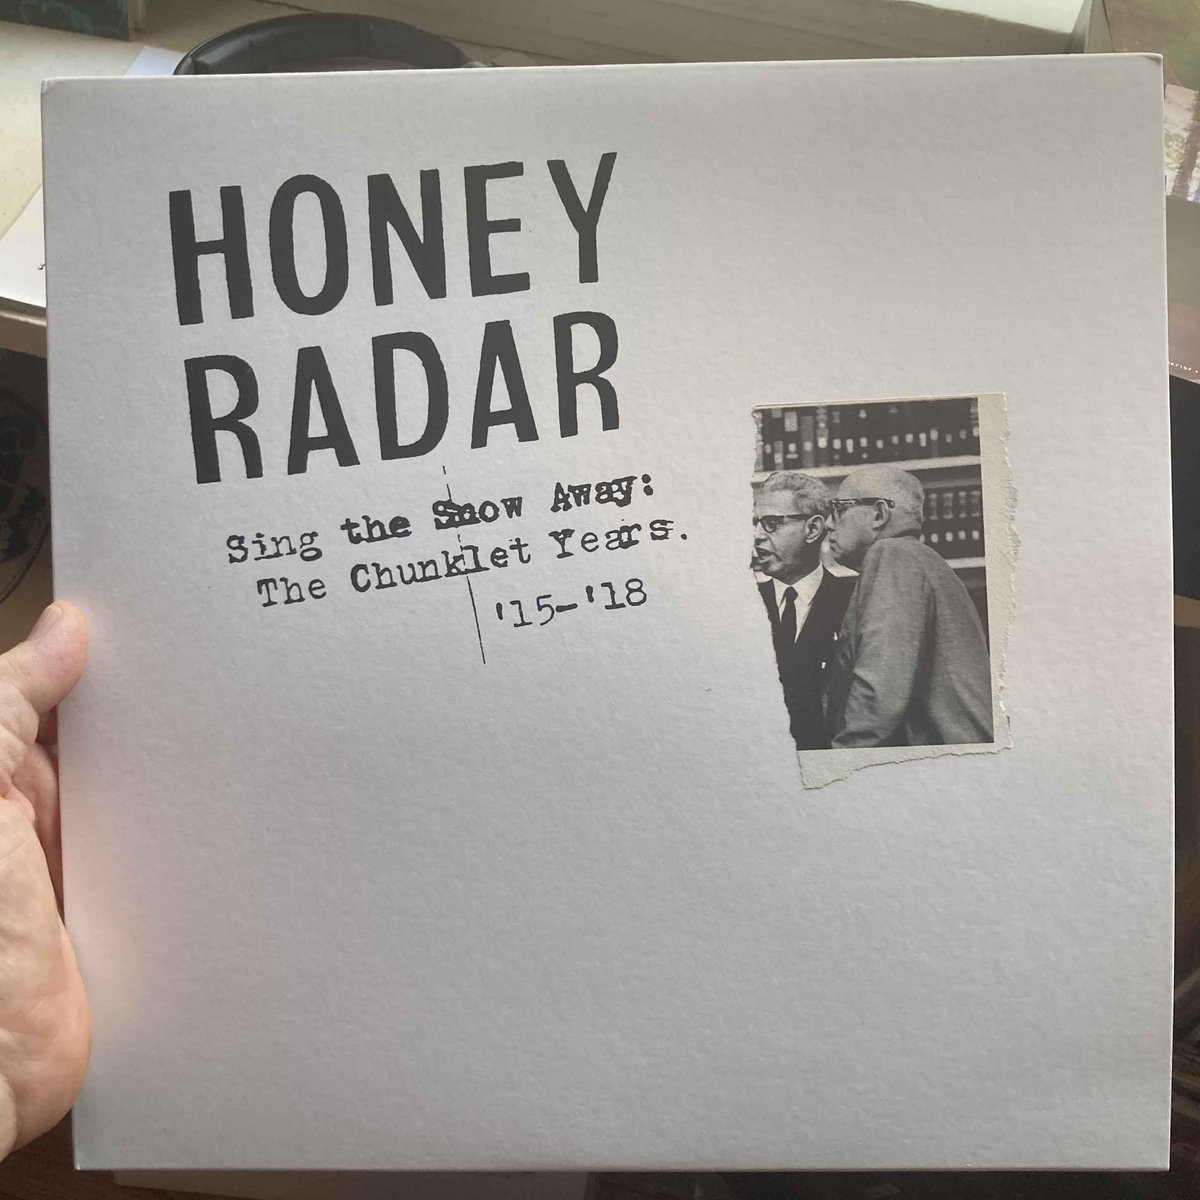 HONEY
RADAR
Sing the Snow Away:
The Chunklet Years.
'15-'18